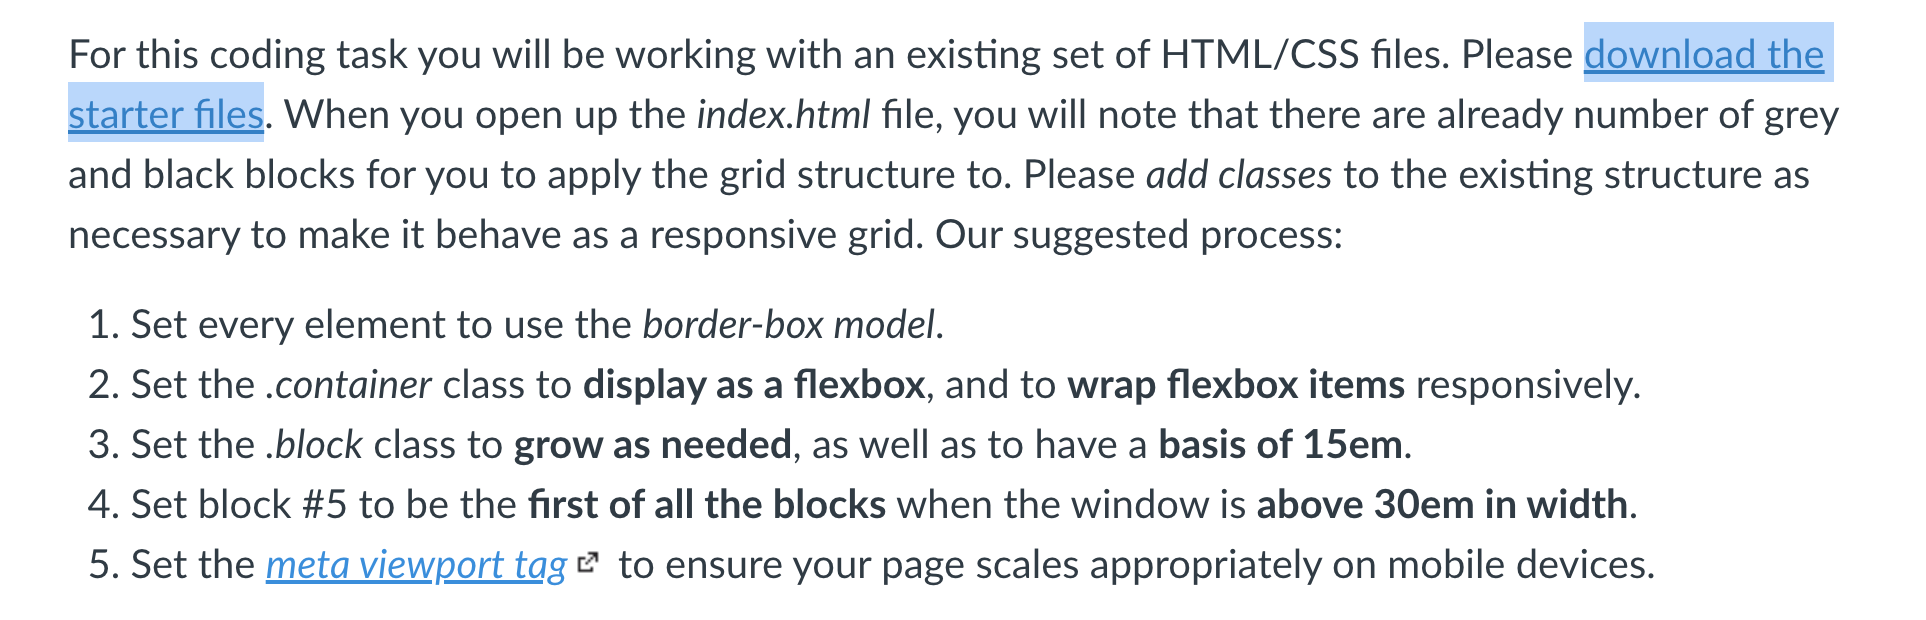 For this coding task you will be working with an existing set of HTML/CSS files. Please download the
starter files. When you open up the index.html file, you will note that there are already number of grey
and black blocks for you to apply the grid structure to. Please add classes to the existing structure as
necessary to make it behave as a responsive grid. Our suggested process:
1. Set every element to use the border-box model.
2. Set the .container class to display as a flexbox, and to wrap flexbox items responsively.
3. Set the .block class to grow as needed, as well as to have a basis of 15em.
4. Set block #5 to be the first of all the blocks when the window is above 30em in width.
5. Set the meta viewport tag to ensure your page scales appropriately on mobile devices.